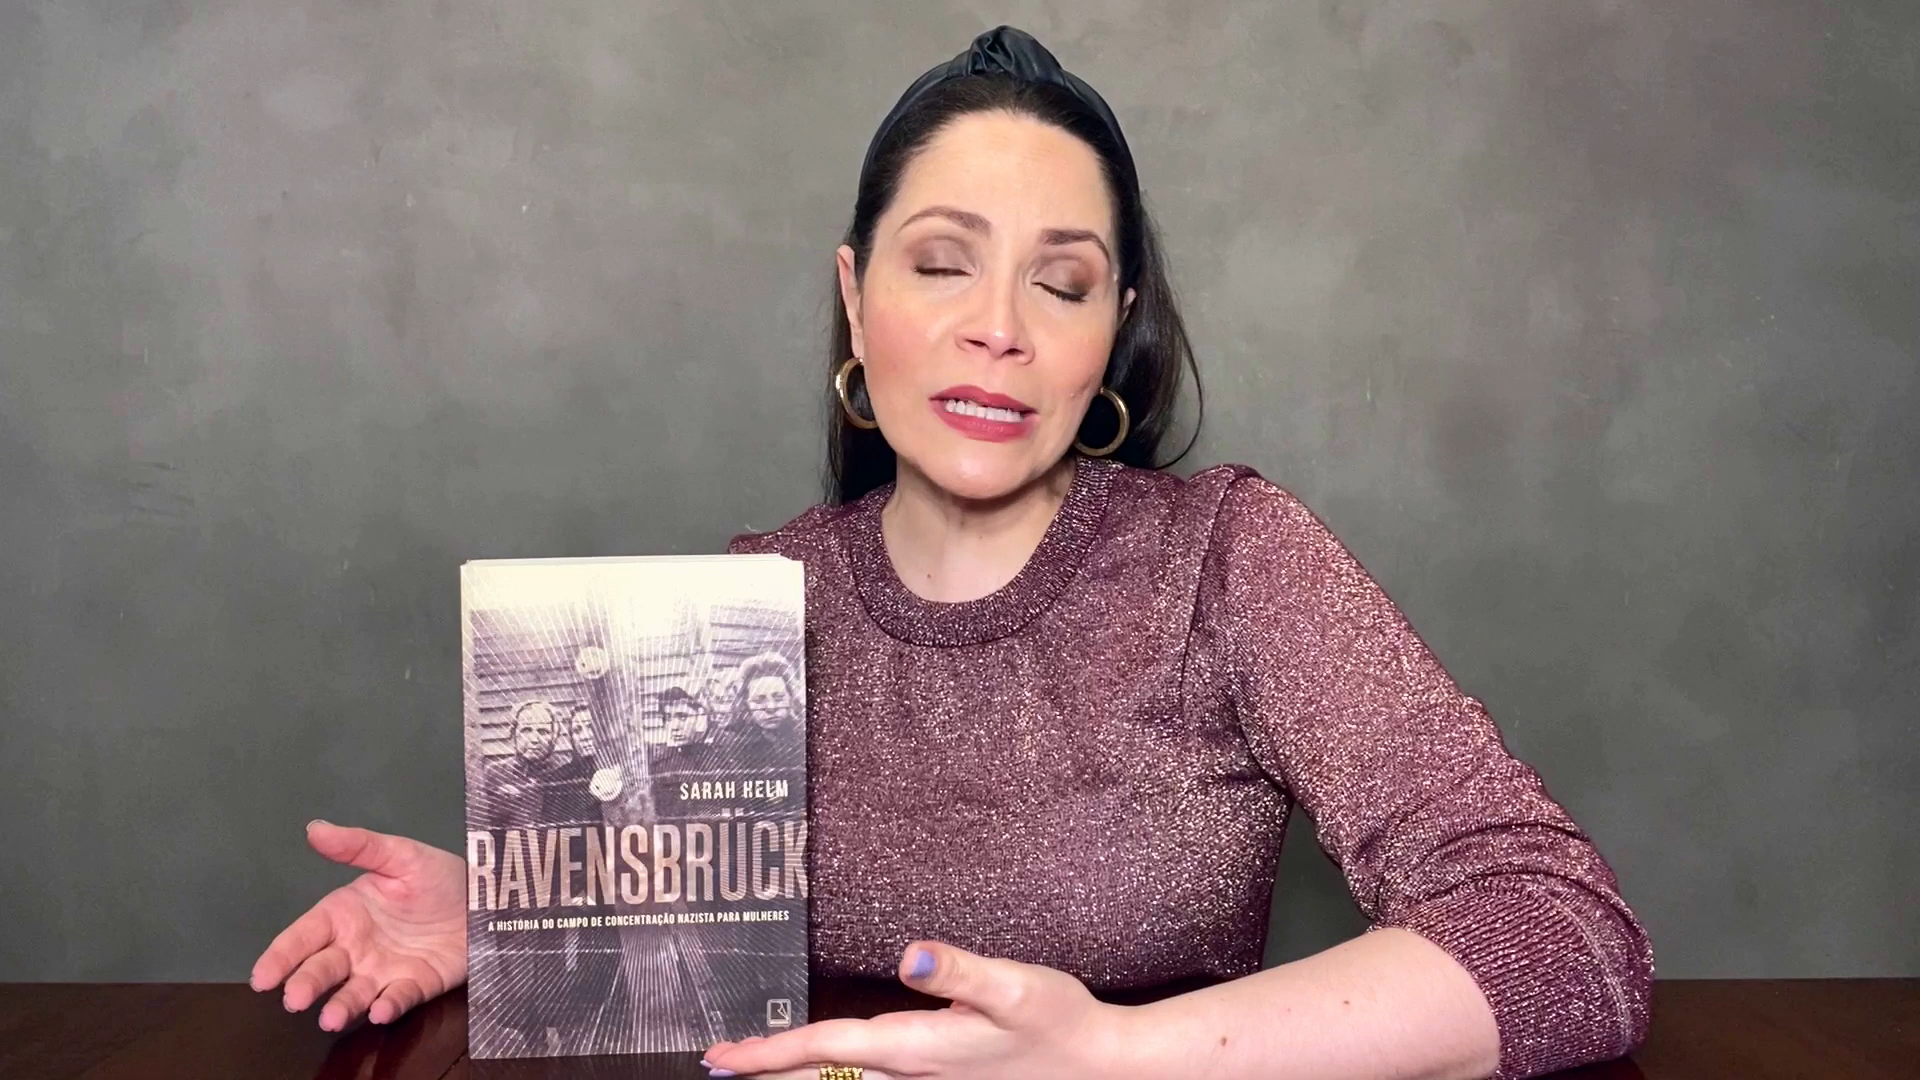 SARAH HELM
RAVENSBRÜCK
A HISTÓRIA DO CAMPO DE CONCENTRAÇÃO NAZISTA PARA MULHERES